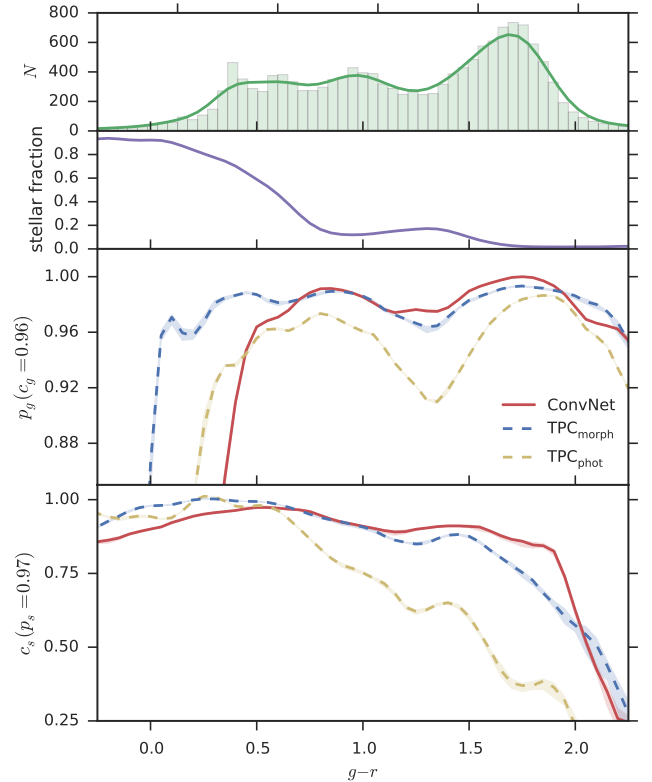 800
600
400
200
0
N
0.8
0.6
0.4
0.2
0.0
stellar fraction
1.00
0.96
0.92
0.88
p_g (c_g = 0.96)
ConvNet
TPC_morph
TPC_phot
1.00
0.75
0.50
0.25
c_s (p_s = 0.97)
0.0 0.5 1.0 1.5 2.0
g−r